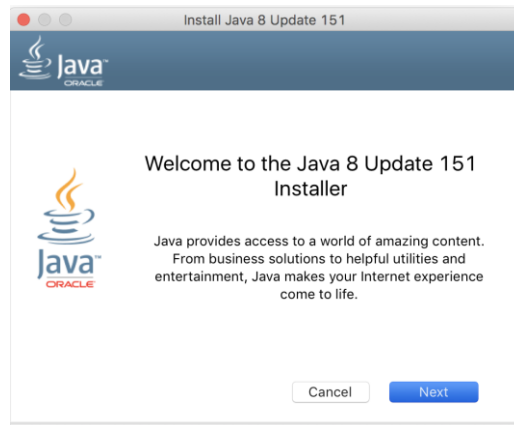 Install Java 8 Update 151
Java™
ORACLE
Welcome to the Java 8 Update 151
Installer
Java™
ORACLE
Java provides access to a world of amazing content.
From business solutions to helpful utilities and
entertainment, Java makes your Internet experience
come to life.
Cancel
Next